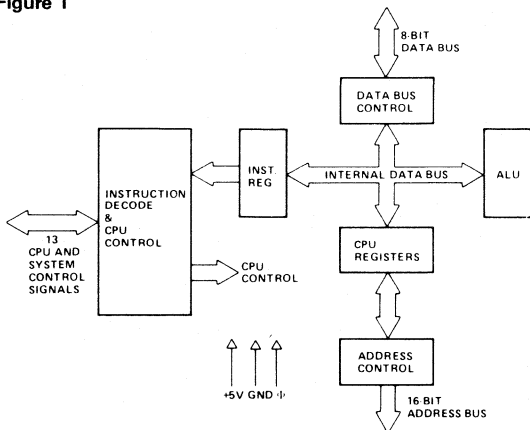 Figure 1
8-BIT
DATA BUS
DATA BUS
CONTROL
INST.
REG
INTERNAL DATA BUS
ALU
INSTRUCTION
DECODE
&
CPU
CONTROL
13
CPU AND
SYSTEM
CONTROL
SIGNALS
CPU
REGISTERS
CPU
CONTROL
ADDRESS
CONTROL
+5V GND Φ
16-BIT
ADDRESS BUS